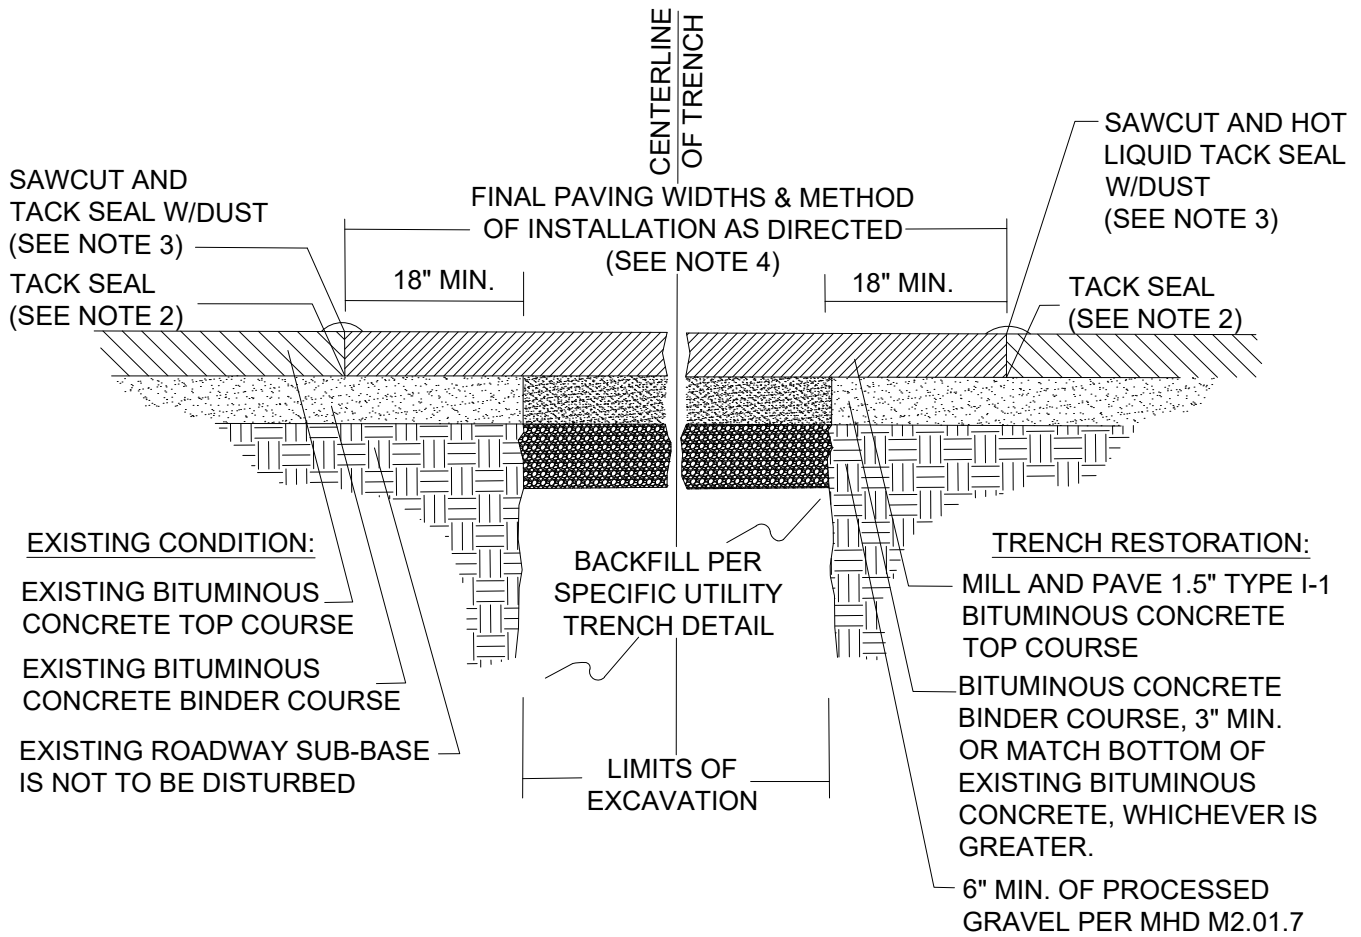 CENTERLINE
OF TRENCH
SAWCUT AND
TACK SEAL W/DUST
(SEE NOTE 3)
TACK SEAL
(SEE NOTE 2)
FINAL PAVING WIDTHS & METHOD
OF INSTALLATION AS DIRECTED
(SEE NOTE 4)
18" MIN.
18" MIN.
SAWCUT AND HOT
LIQUID TACK SEAL
W/DUST
(SEE NOTE 3)
TACK SEAL
(SEE NOTE 2)
EXISTING CONDITION:
EXISTING BITUMINOUS
CONCRETE TOP COURSE
EXISTING BITUMINOUS
CONCRETE BINDER COURSE
EXISTING ROADWAY SUB-BASE
IS NOT TO BE DISTURBED
BACKFILL PER
SPECIFIC UTILITY
TRENCH DETAIL
LIMITS OF
EXCAVATION
TRENCH RESTORATION:
MILL AND PAVE 1.5" TYPE I-1
BITUMINOUS CONCRETE
TOP COURSE
BITUMINOUS CONCRETE
BINDER COURSE, 3" MIN.
OR MATCH BOTTOM OF
EXISTING BITUMINOUS
CONCRETE, WHICHEVER IS
GREATER.
6" MIN. OF PROCESSED
GRAVEL PER MHD M2.01.7